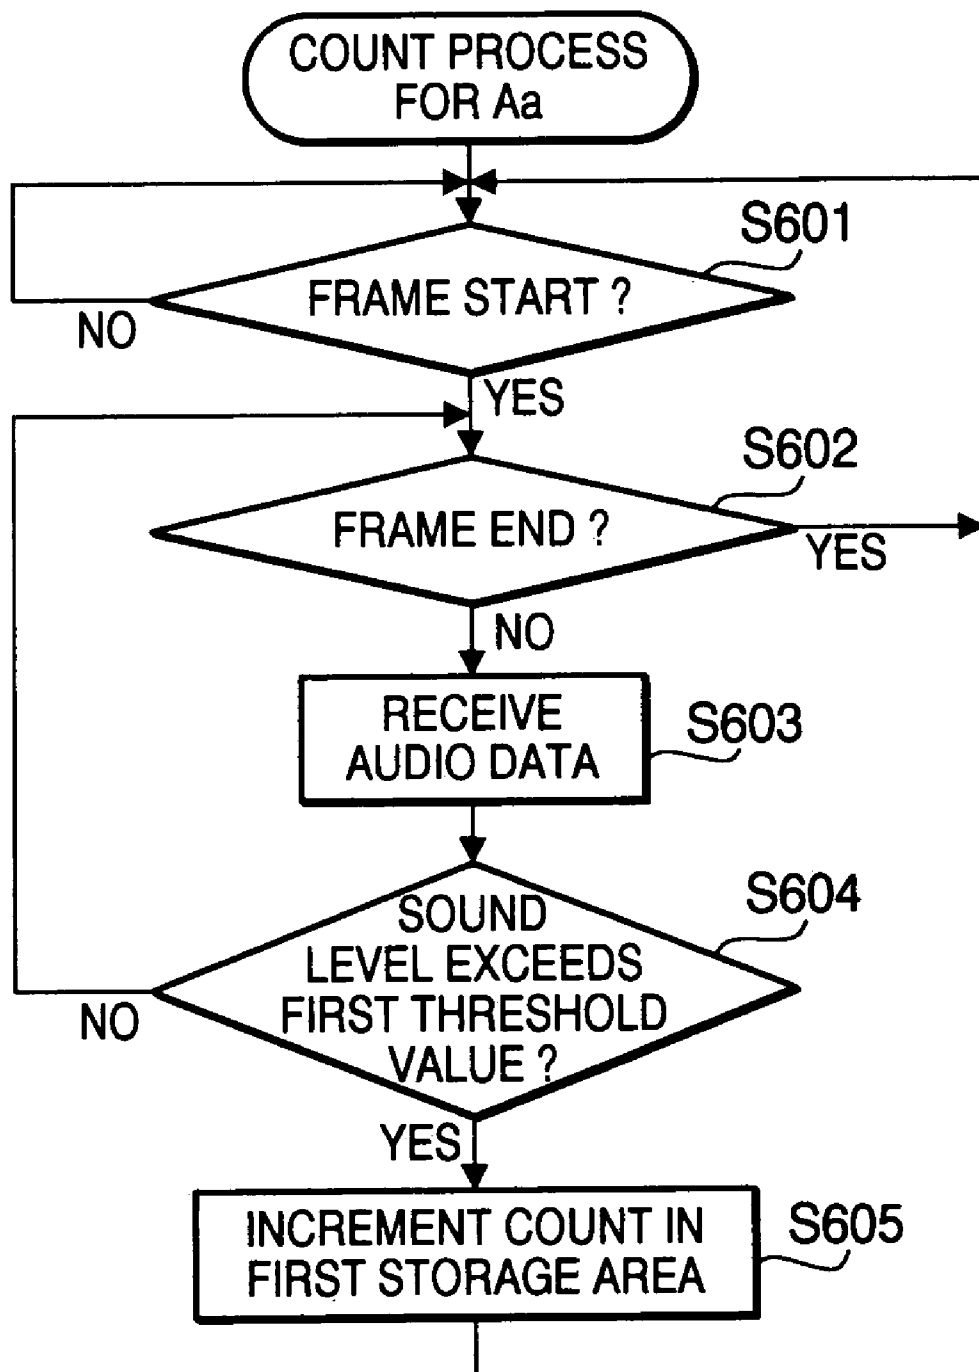 COUNT PROCESS
FOR Aa
S601
FRAME START ?
NO
YES
S602
FRAME END ?
YES
NO
RECEIVE
AUDIO DATA
S603
S604
SOUND
LEVEL EXCEEDS
FIRST THRESHOLD
VALUE ?
NO
YES
INCREMENT COUNT IN
FIRST STORAGE AREA
S605